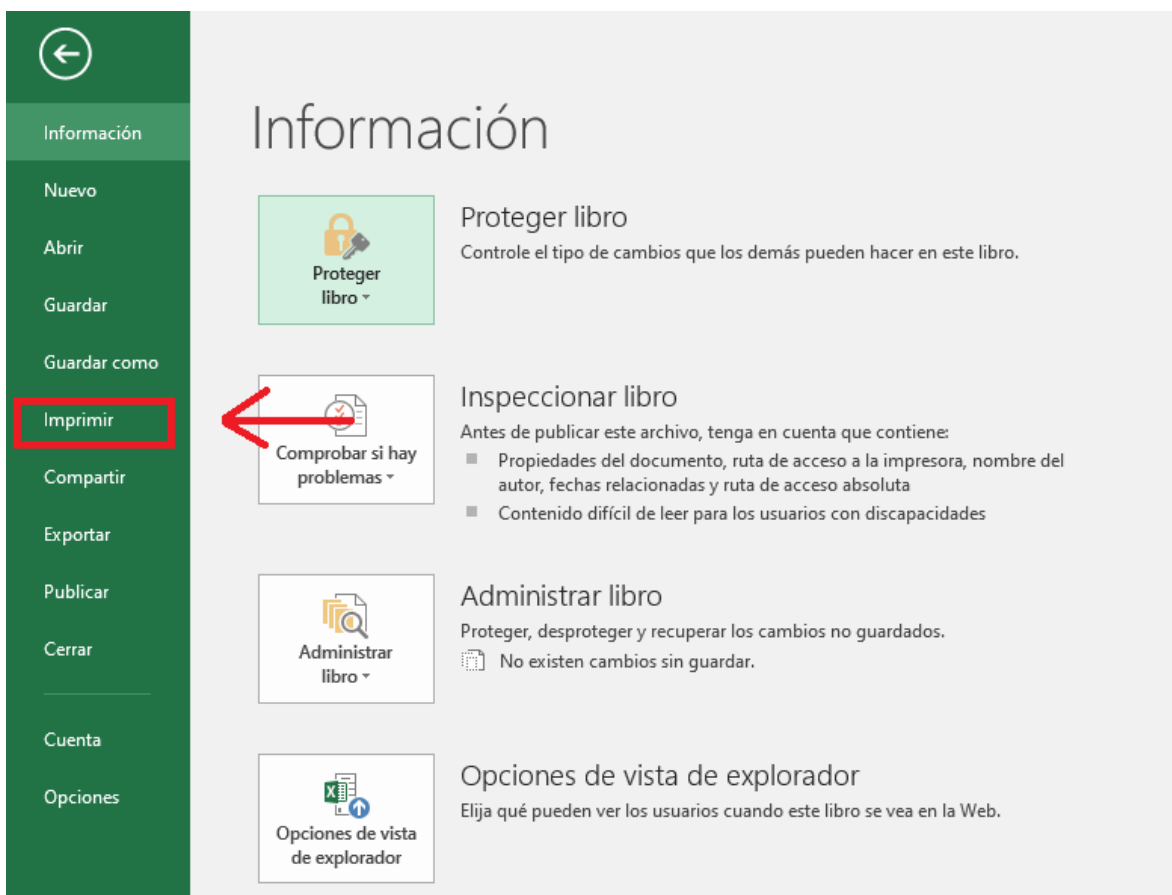 Información
Nuevo
Abrir
Guardar
Guardar como
Imprimir
Compartir
Exportar
Publicar
Cerrar
Cuenta
Opciones
Información
Proteger
libro
Proteger libro
Controle el tipo de cambios que los demás pueden hacer en este libro.
Comprobar si hay
problemas
Inspeccionar libro
Antes de publicar este archivo, tenga en cuenta que contiene:
Propiedades del documento, ruta de acceso a la impresora, nombre del
autor, fechas relacionadas y ruta de acceso absoluta
Contenido difícil de leer para los usuarios con discapacidades
Administrar
libro
Administrar libro
Proteger, desproteger y recuperar los cambios no guardados.
No existen cambios sin guardar.
Opciones de vista
de explorador
Opciones de vista de explorador
Elija qué pueden ver los usuarios cuando este libro se vea en la Web.